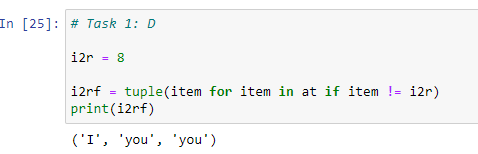 In [25]: # Task 1: D
i2r = 8
i2rf = tuple(item for item in at if item != i2r)
print(i2rf)
('I', 'you', 'you')